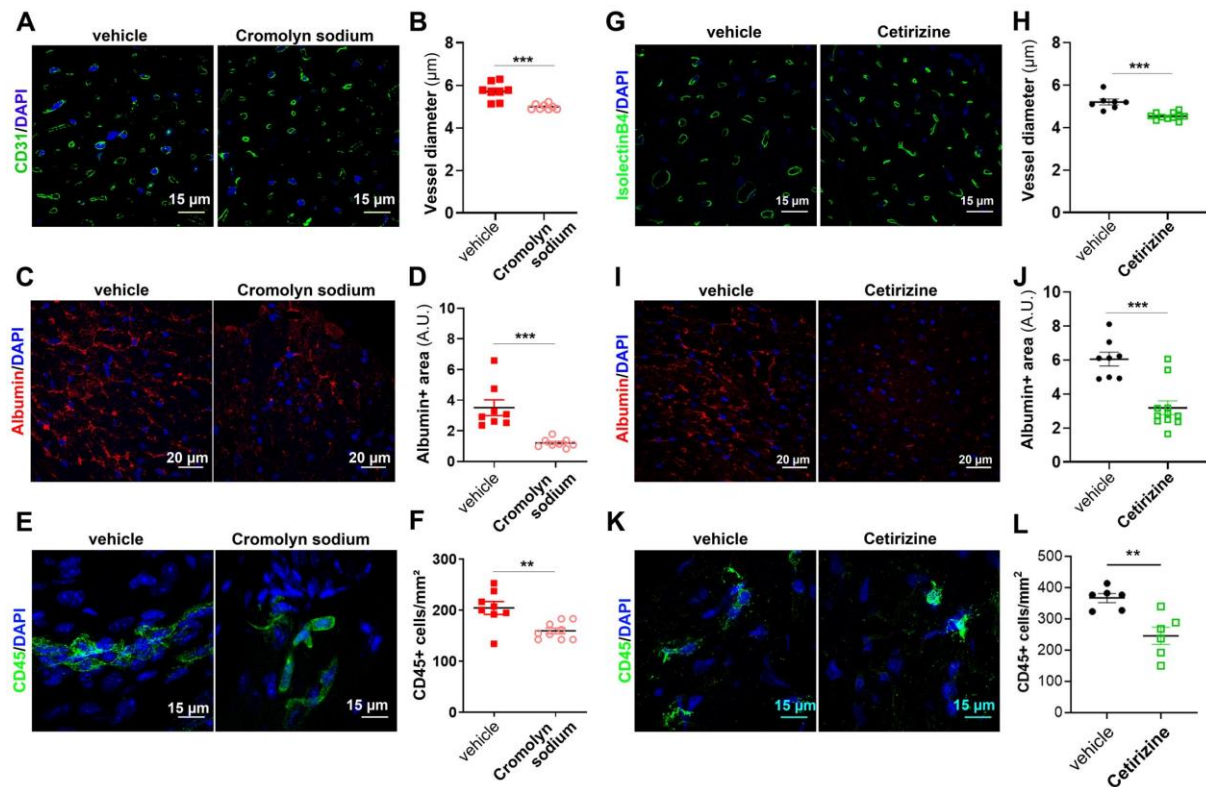 A
vehicle
Cromolyn sodium
CD31/DAPI
15 µm
15 µm
B
Vessel diameter (µm)
8
6
4
2
0
***
vehicle
Cromolyn
sodium
G
vehicle
Cetirizine
IsolectinB4/DAPI
15 µm
15 µm
H
Vessel diameter (µm)
8
6
4
2
0
***
vehicle
Cetirizine
C
vehicle
Cromolyn sodium
Albumin/DAPI
20 µm
20 µm
D
Albumin+ area (A.U.)
10
8
6
4
2
0
***
vehicle
Cromolyn
sodium
I
vehicle
Cetirizine
Albumin/DAPI
20 µm
20 µm
J
Albumin+ area (A.U.)
10
8
6
4
2
0
***
vehicle
Cetirizine
E
vehicle
Cromolyn sodium
CD45/DAPI
15 µm
15 µm
F
CD45+ cells/mm²
300
200
100
0
**
vehicle
Cromolyn
sodium
K
vehicle
Cetirizine
CD45/DAPI
15 µm
15 µm
L
CD45+ cells/mm²
500
400
300
200
100
0
**
vehicle
Cetirizine